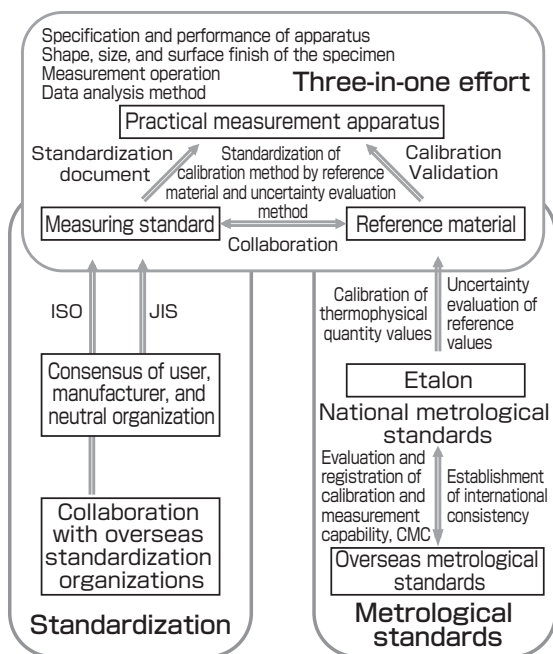 Specification and performance of apparatus
Shape, size, and surface finish of the specimen
Measurement operation
Data analysis method
Three-in-one effort
Practical measurement apparatus
Standardization
document
Standardization of
calibration method by reference
material and uncertainty evaluation
method
Calibration
Validation
Measuring standard
Collaboration
Reference material
ISO
JIS
Calibration of
thermophysical
quantity values
Uncertainty
evaluation of
reference
values
Consensus of user,
manufacturer, and
neutral organization
Etalon
National metrological
standards
Evaluation and
registration of
calibration and
measurement
capability, CMC
Establishment
of international
consistency
Collaboration
with overseas
standardization
organizations
Overseas metrological
standards
Standardization
Metrological
standards